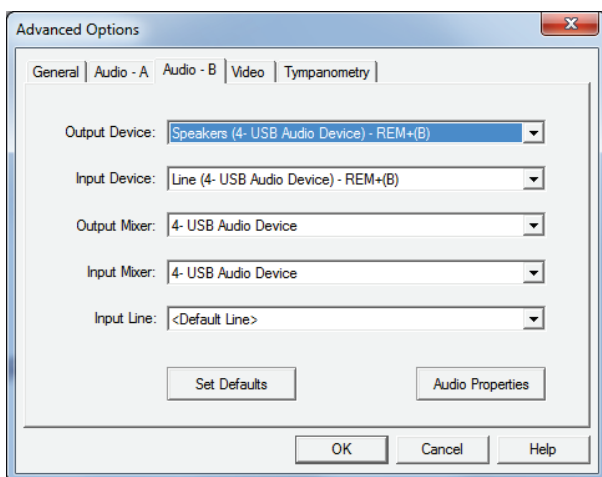 Advanced Options
General Audio - A Audio - B Video Tympanometry
Output Device: Speakers (4- USB Audio Device) - REM+(B)
Input Device: Line (4- USB Audio Device) - REM+(B)
Output Mixer: 4- USB Audio Device
Input Mixer: 4- USB Audio Device
Input Line: <Default Line>
Set Defaults Audio Properties
OK Cancel Help